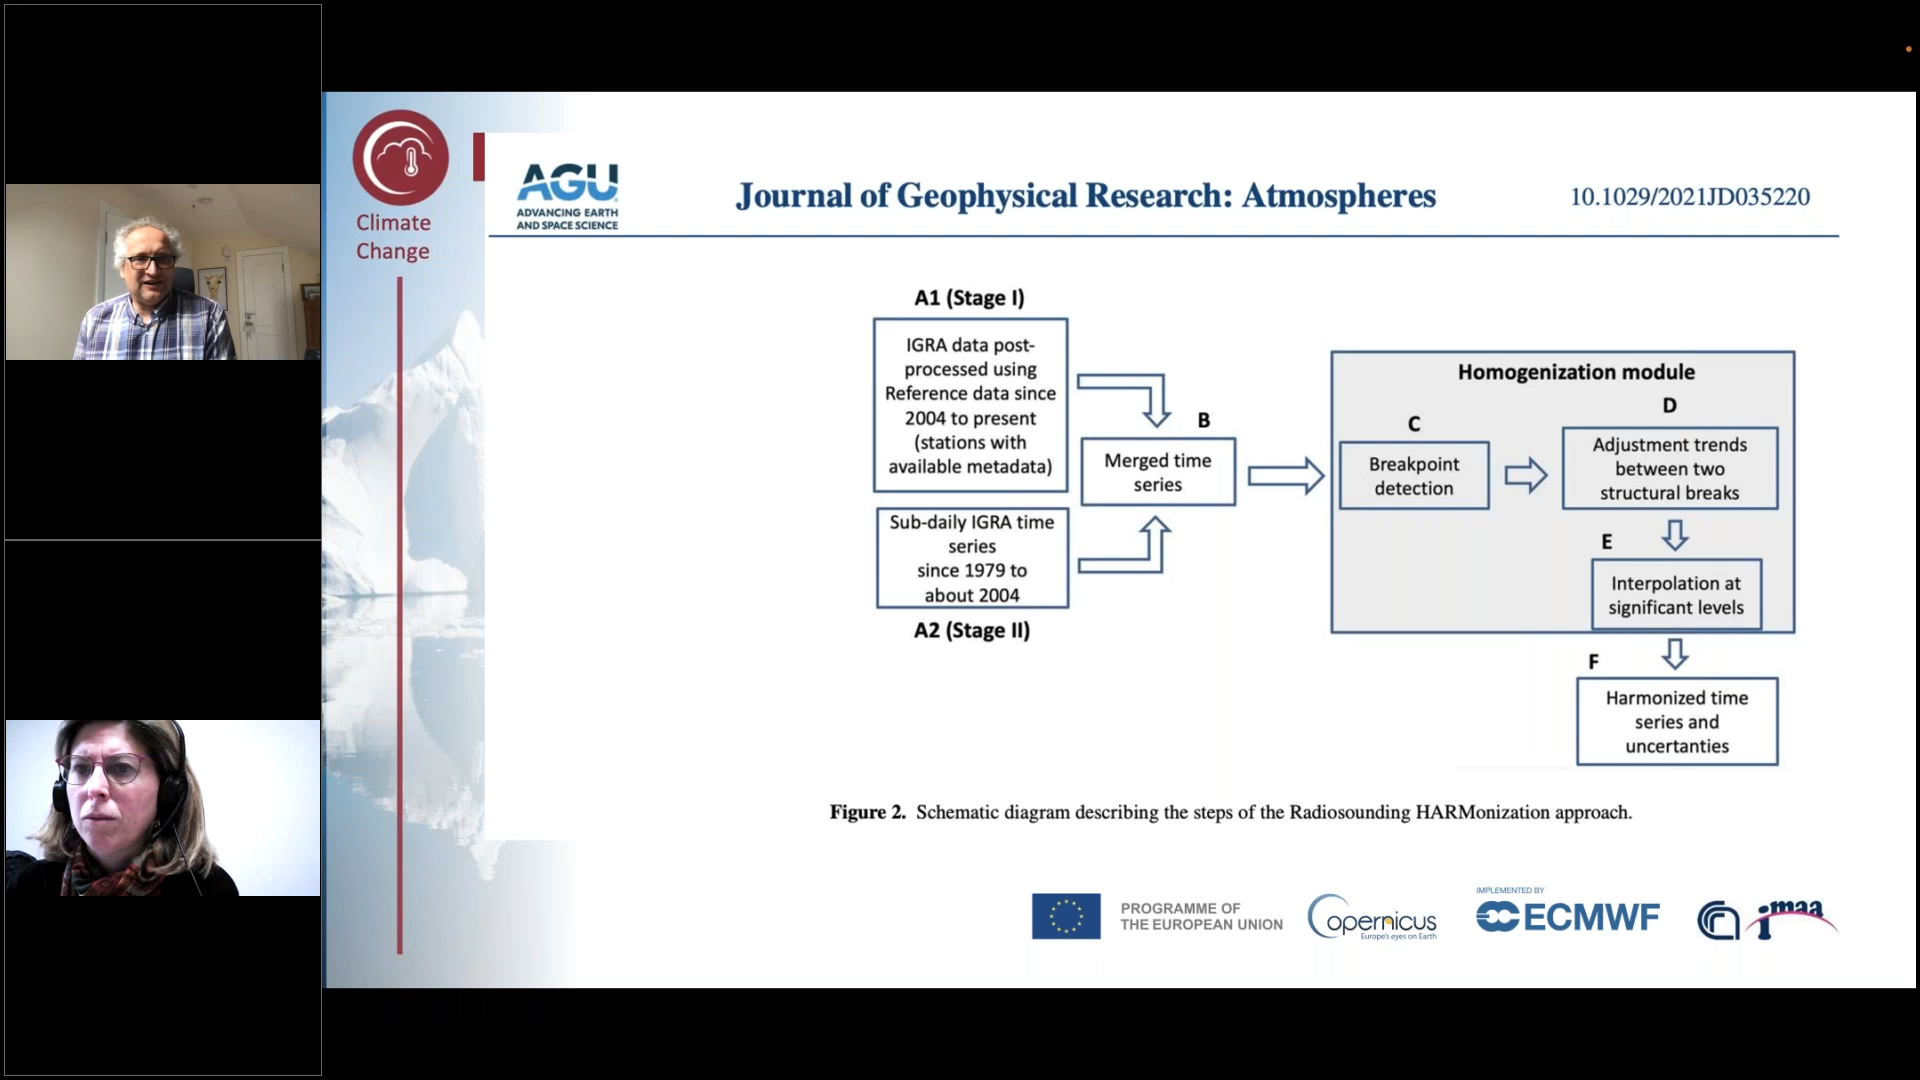 Climate
Change
AGU
ADVANCING EARTH
AND SPACE SCIENCE
Journal of Geophysical Research: Atmospheres
10.1029/2021JD035220
A1 (Stage I)
IGRA data post-
processed using
Reference data since
2004 to present
(stations with
available metadata)
Sub-daily IGRA time
series
since 1979 to
about 2004
A2 (Stage II)
B
Merged time
series
Homogenization module
C
Breakpoint
detection
D
Adjustment trends
between two
structural breaks
E
Interpolation at
significant levels
F
Harmonized time
series and
uncertanties
Figure 2. Schematic diagram describing the steps of the Radiosounding HARMonization approach.
PROGRAMME OF
THE EUROPEAN UNION
opernicus
Europe's eyes on Earth
IMPLEMENTED BY
ECMWF
imaa